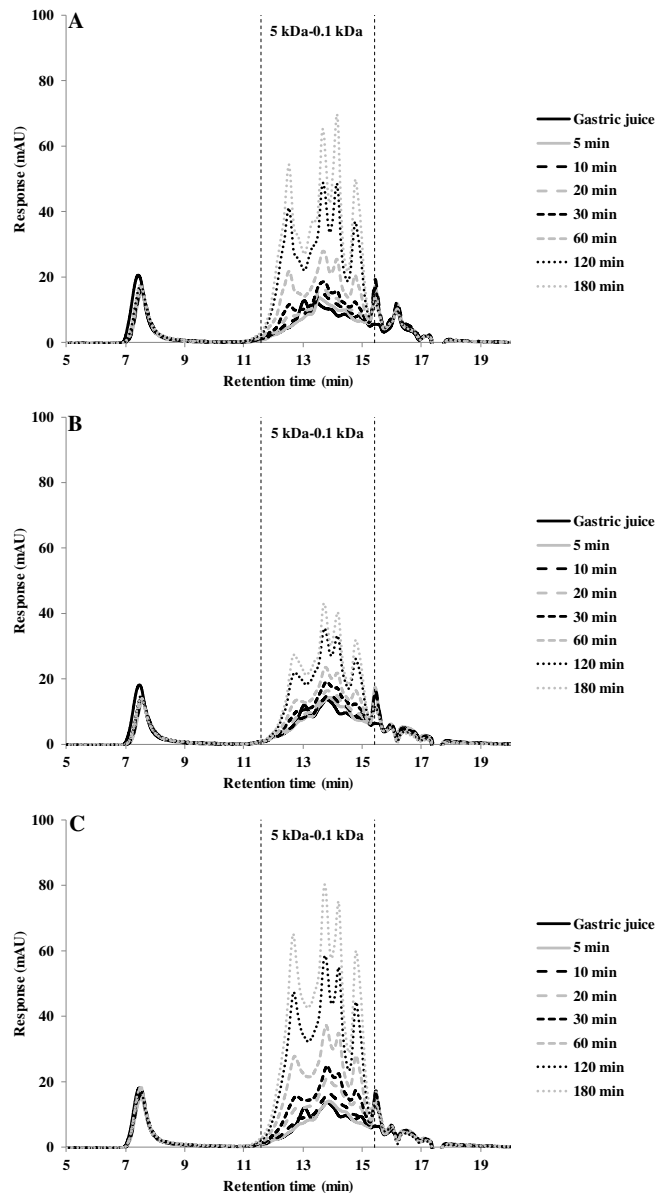 A
5 kDa-0.1 kDa
100
80
60
40
20
0
Response (mAU)
5 7 9 11 13 15 17 19
Retention time (min)
Gastric juice
5 min
10 min
20 min
30 min
60 min
120 min
180 min
B
5 kDa-0.1 kDa
100
80
60
40
20
0
Response (mAU)
5 7 9 11 13 15 17 19
Retention time (min)
Gastric juice
5 min
10 min
20 min
30 min
60 min
120 min
180 min
C
5 kDa-0.1 kDa
100
80
60
40
20
0
Response (mAU)
5 7 9 11 13 15 17 19
Retention time (min)
Gastric juice
5 min
10 min
20 min
30 min
60 min
120 min
180 min